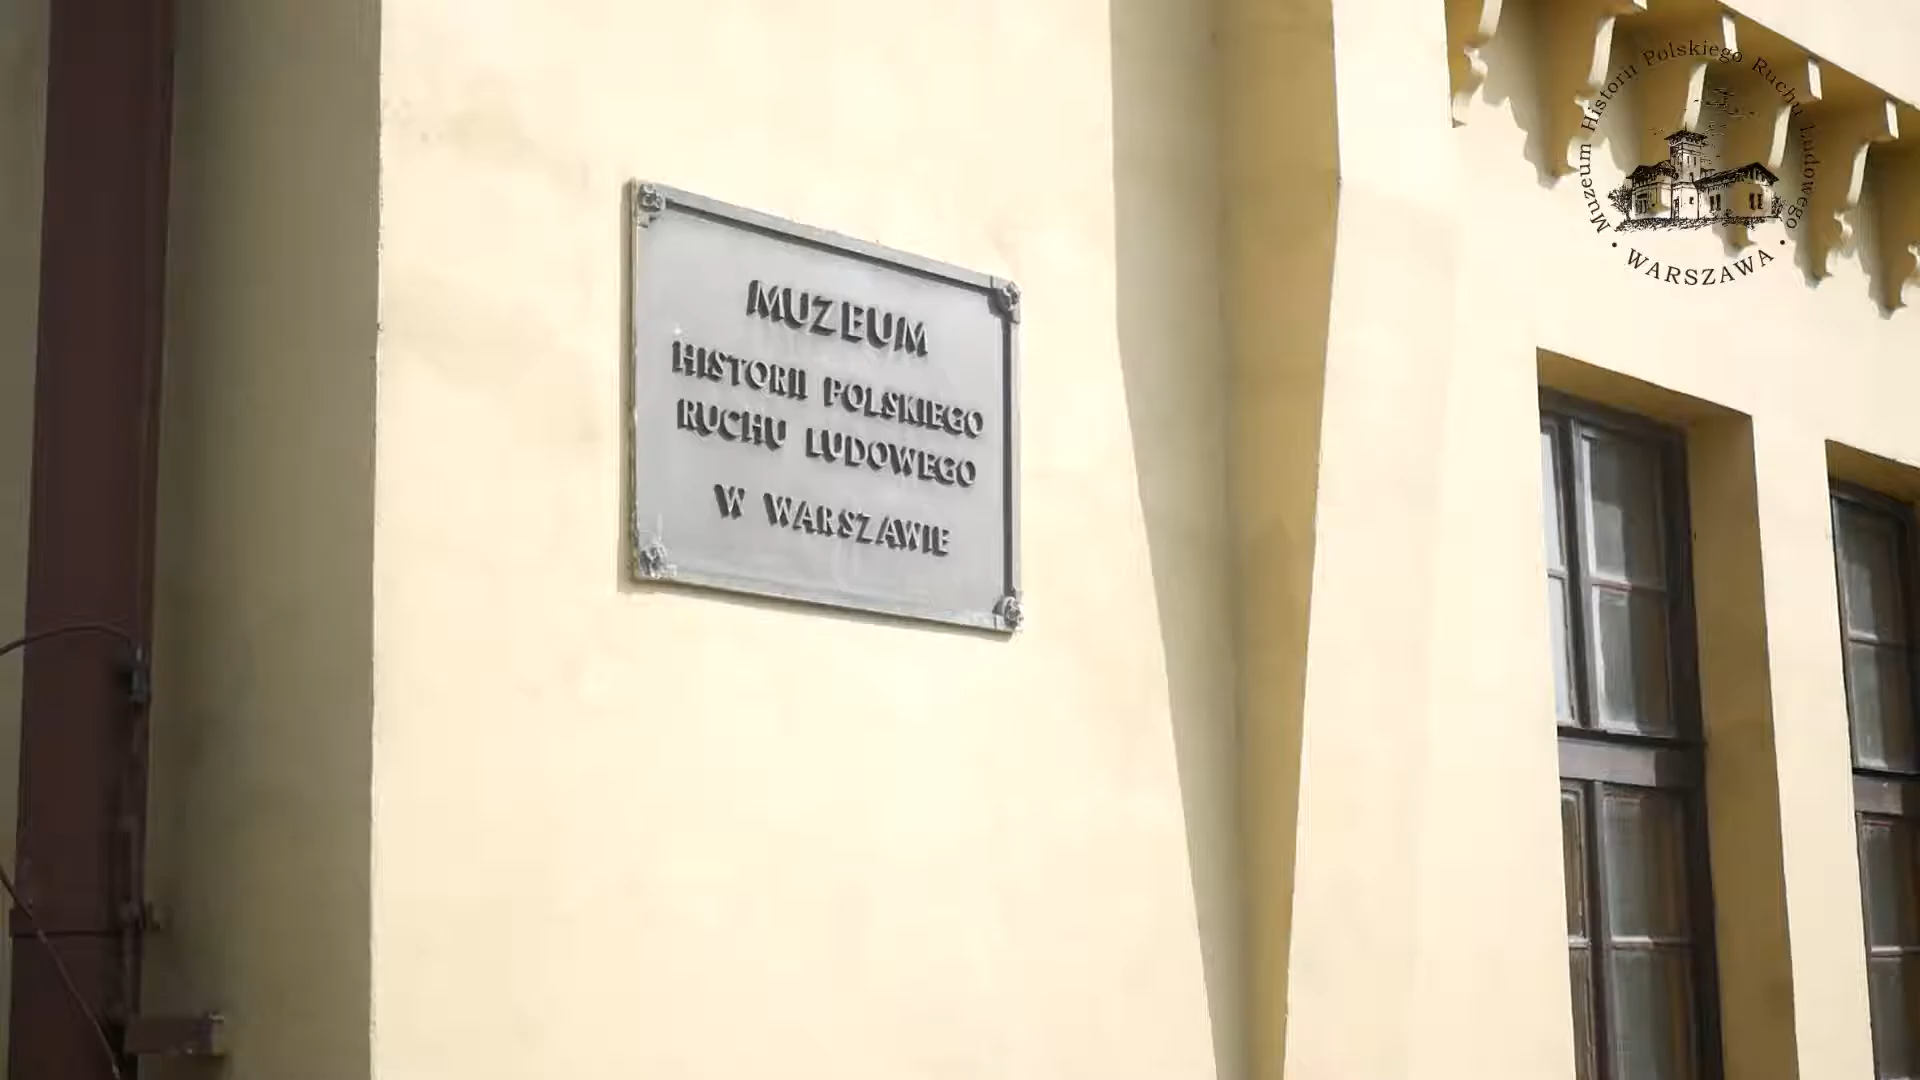 MUZEUM
HISTORII POLSKIEGO
RUCHU LUDOWEGO
W WARSZAWIE
Muzeum Historii Polskiego Ruchu Ludowego
• WARSZAWA •